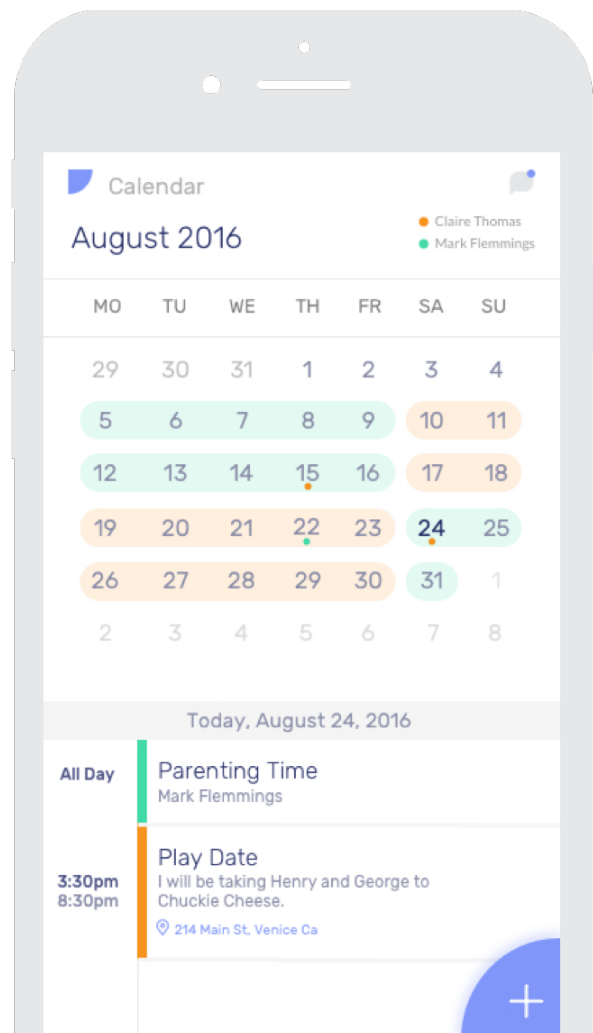 Calendar
August 2016
Claire Thomas
Mark Flemmings
MO TU WE TH FR SA SU
29 30 31 1 2 3 4
5 6 7 8 9 10 11
12 13 14 15 16 17 18
19 20 21 22 23 24 25
26 27 28 29 30 31 1
2 3 4 5 6 7 8
Today, August 24, 2016
All Day
Parenting Time
Mark Flemmings
3:30pm
8:30pm
Play Date
I will be taking Henry and George to
Chuckie Cheese.
214 Main St, Venice Ca